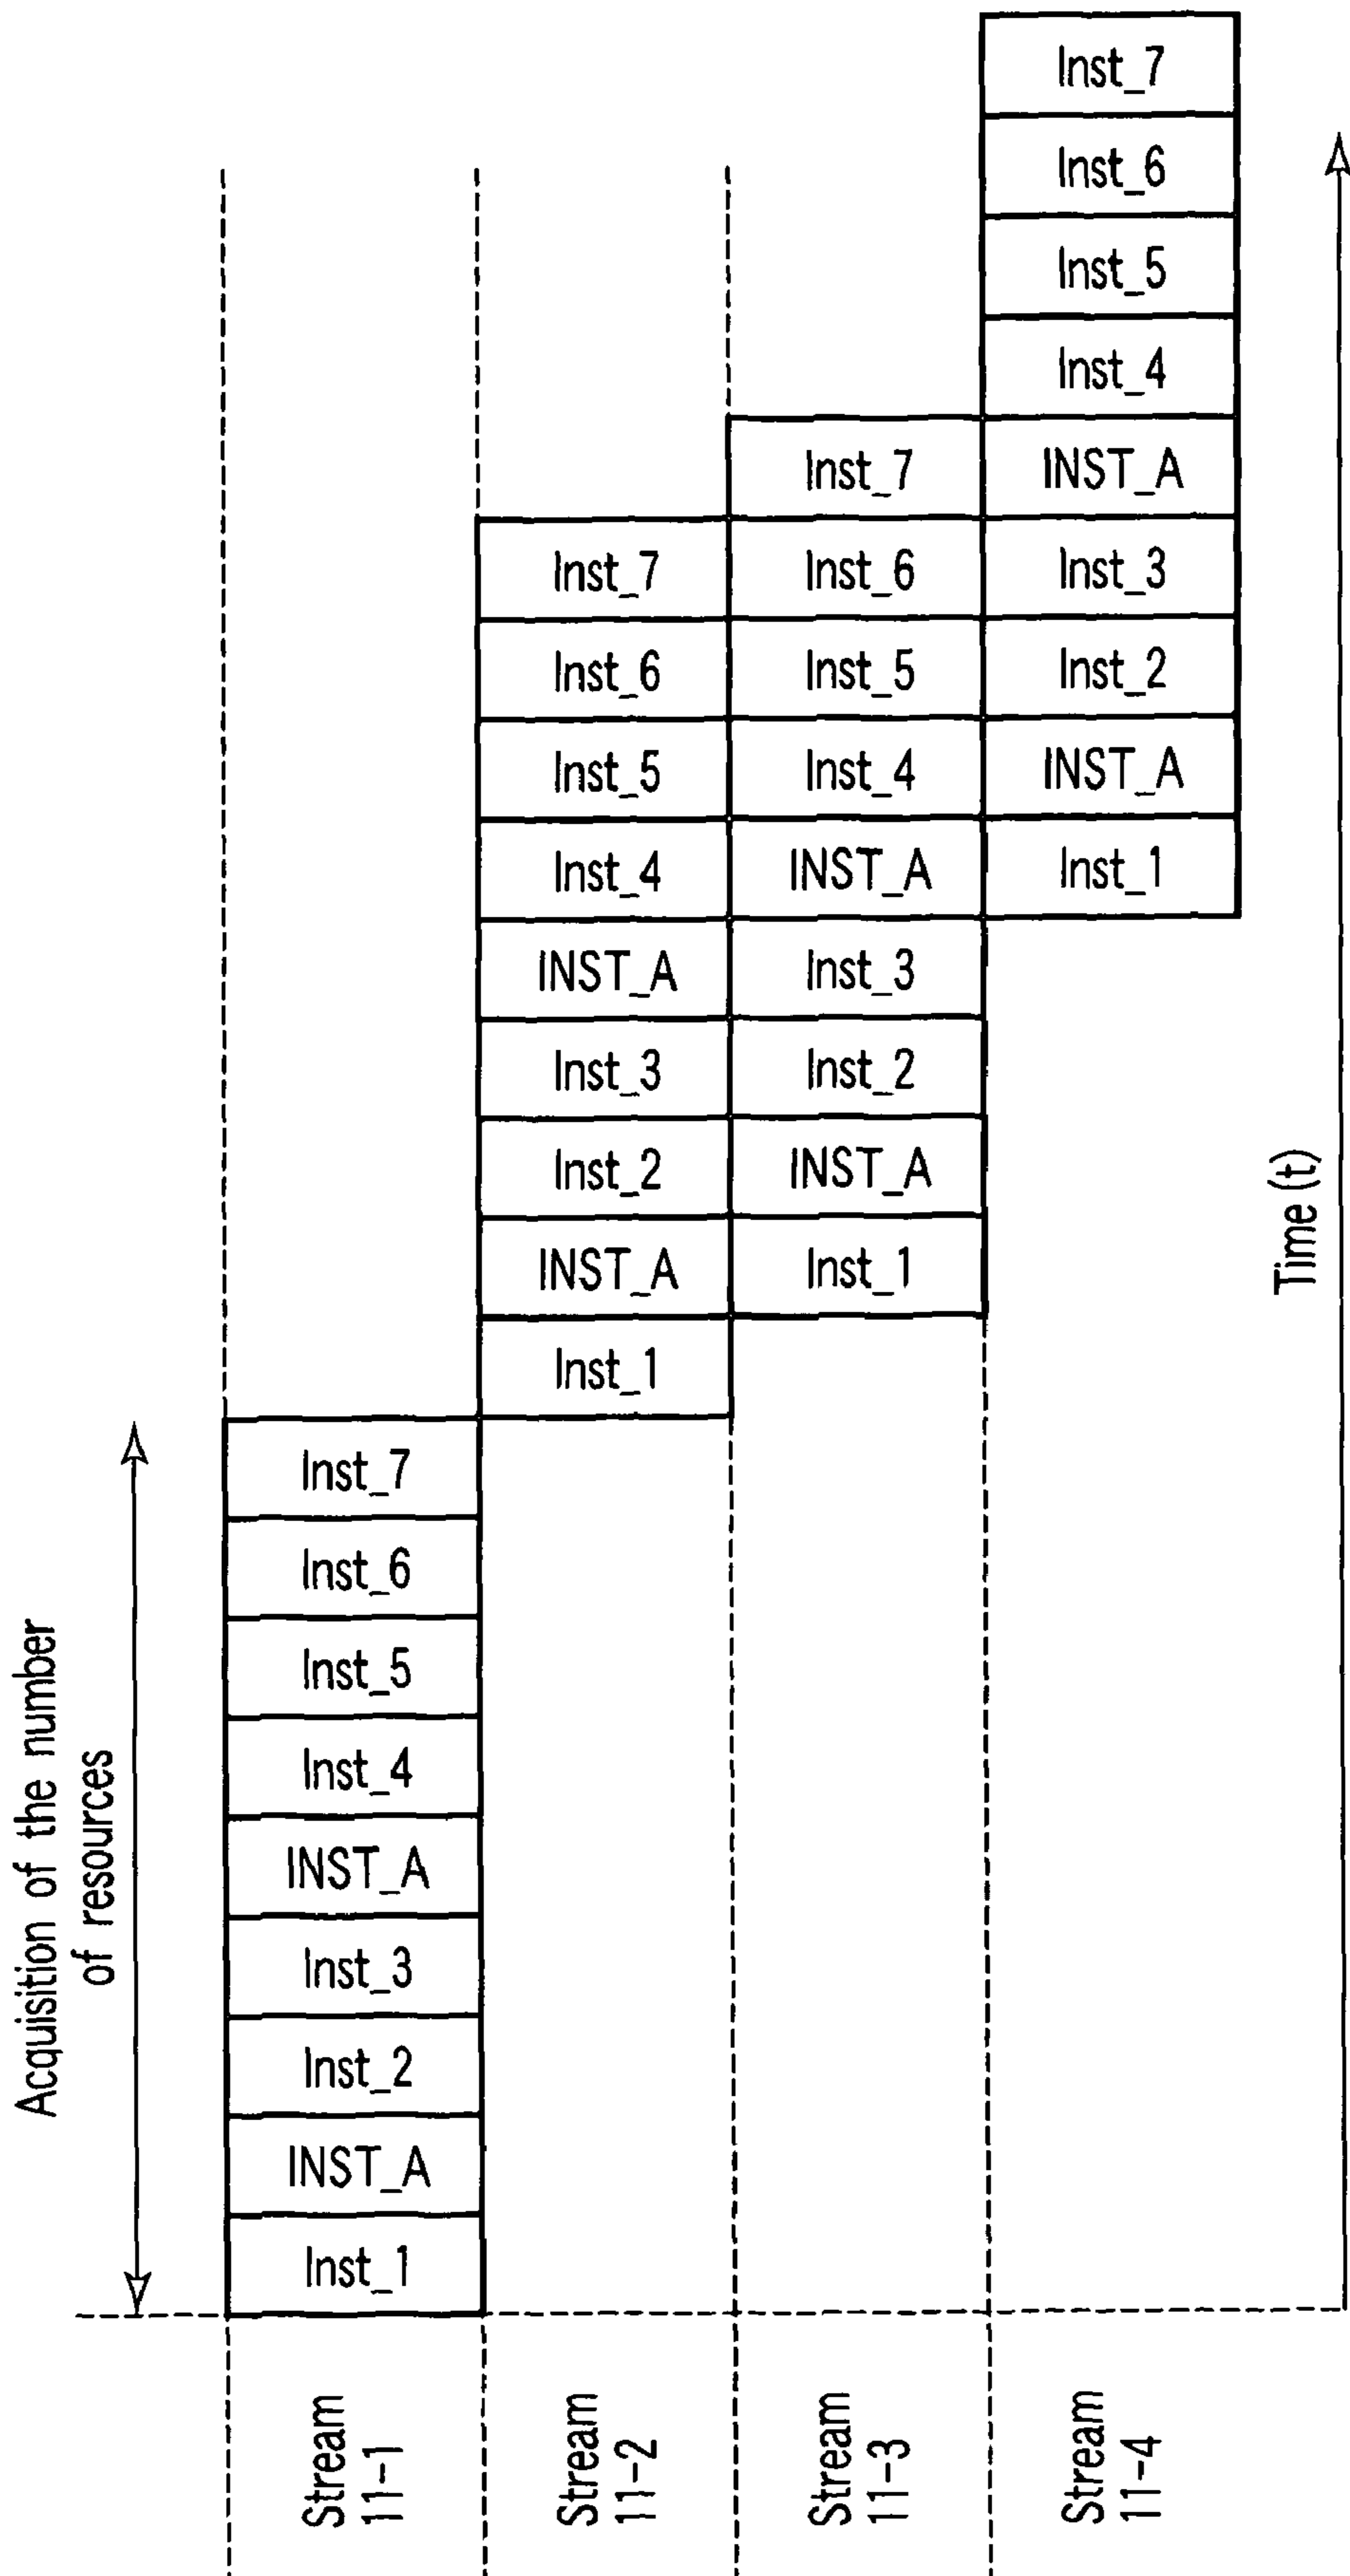 Acquisition of the number
of resources
Stream
11-1
Inst_1
INST_A
Inst_2
Inst_3
INST_A
Inst_4
Inst_5
Inst_6
Inst_7
Stream
11-2
Inst_1
INST_A
Inst_2
Inst_3
INST_A
Inst_4
Inst_5
Inst_6
Inst_7
Stream
11-3
Inst_1
INST_A
Inst_2
Inst_3
INST_A
Inst_4
Inst_5
Inst_6
Inst_7
Stream
11-4
Inst_1
INST_A
Inst_2
Inst_3
INST_A
Inst_4
Inst_5
Inst_6
Inst_7
Time (t)